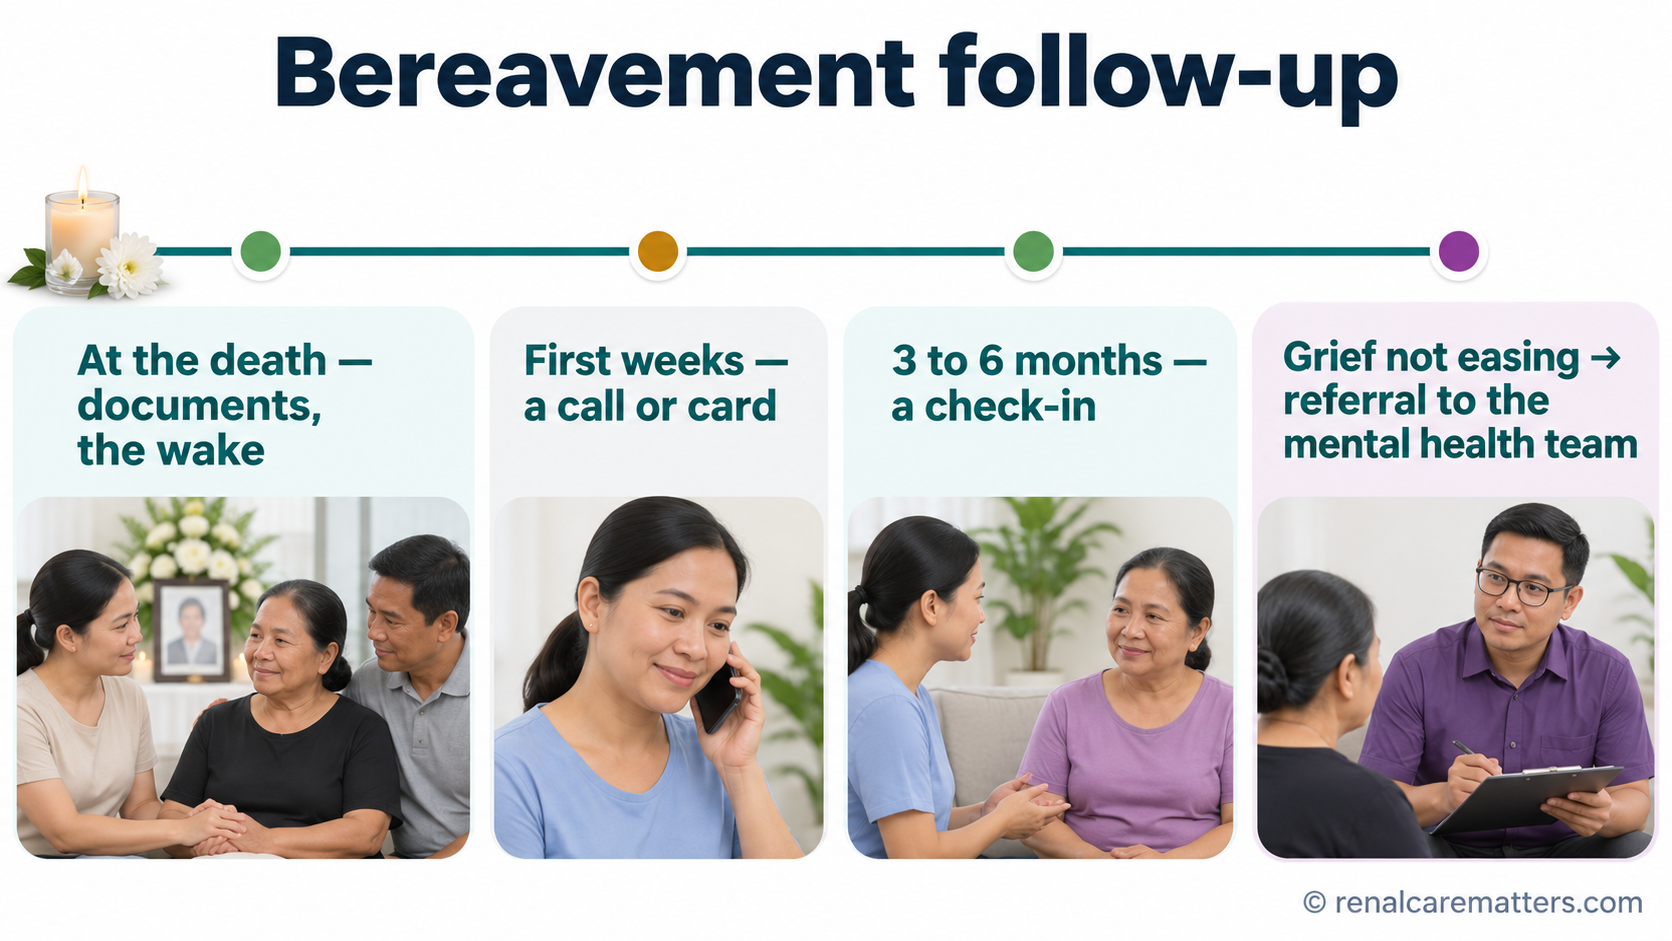 Bereavement follow-up
At the death —
documents,
the wake
First weeks —
a call or card
3 to 6 months —
a check-in
Grief not easing →
referral to the
mental health team
© renalcarematters.com